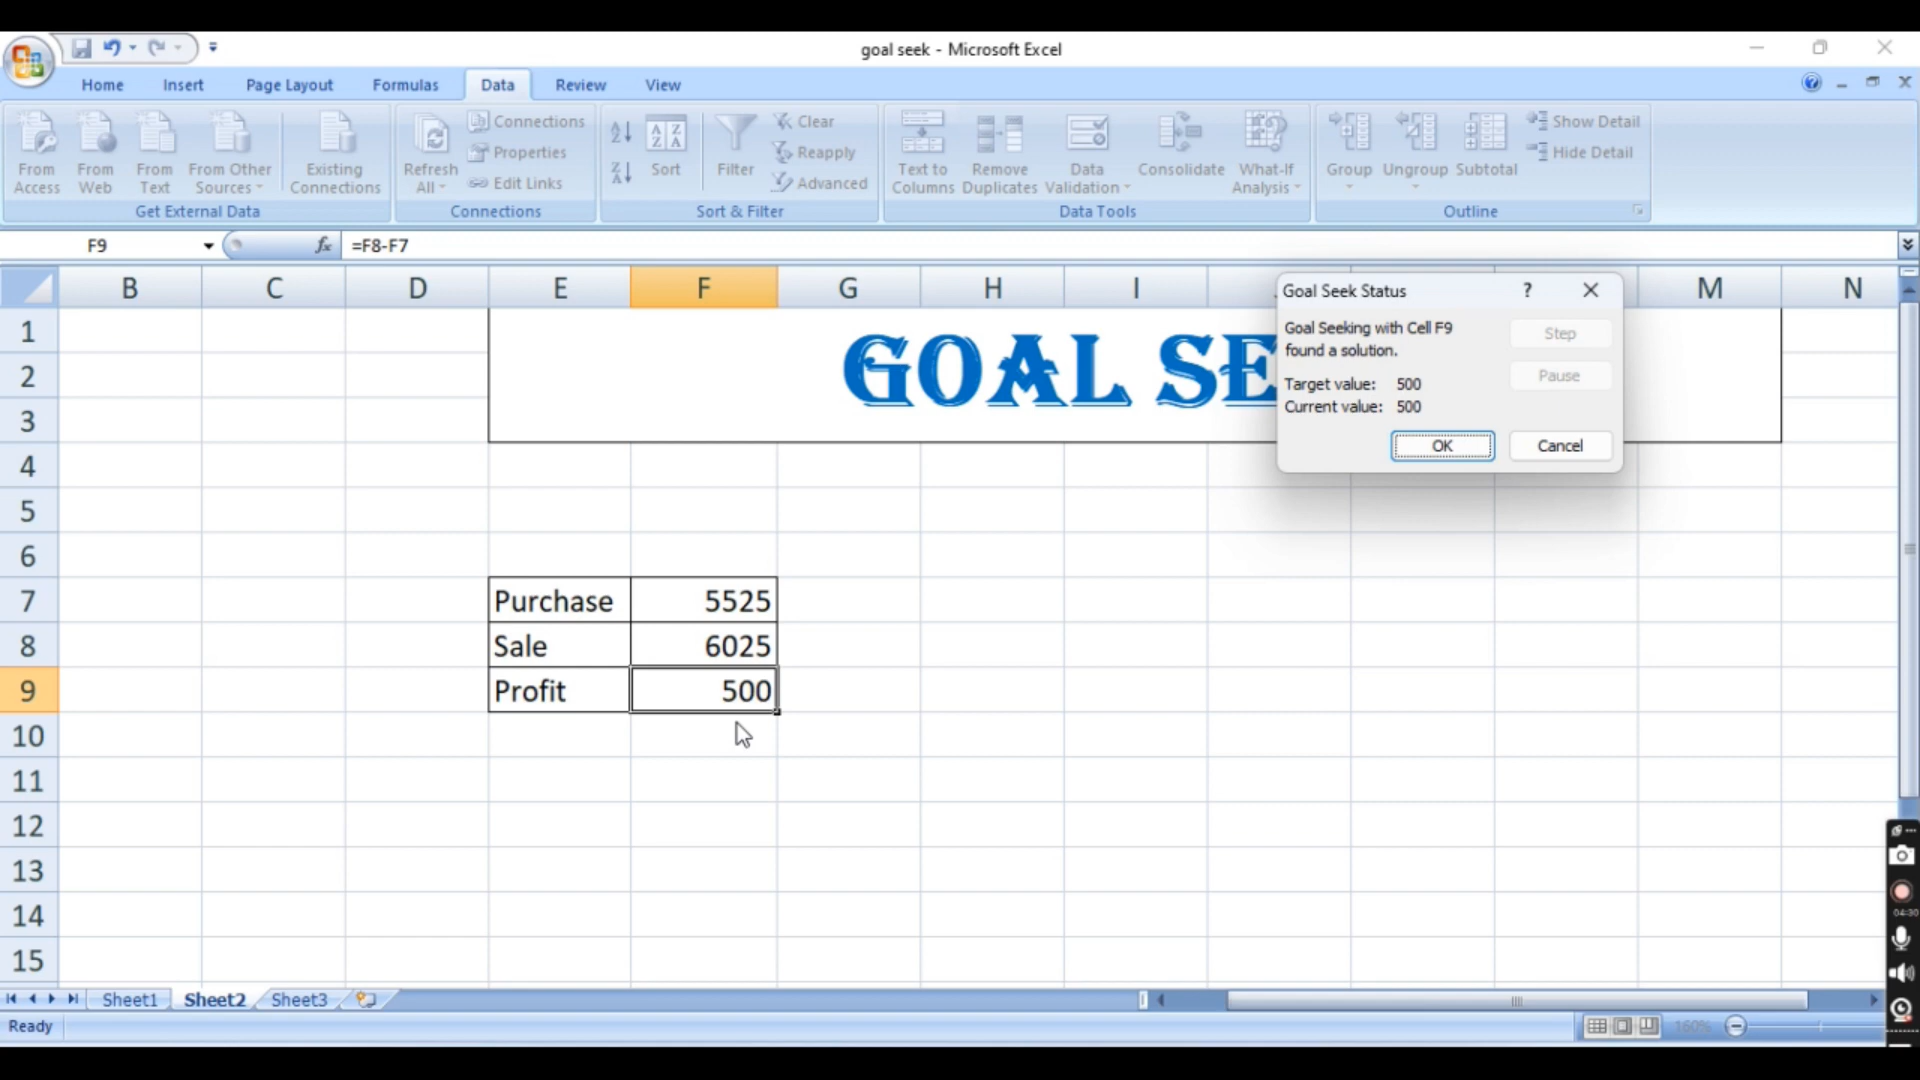 goal seek - Microsoft Excel
Home Insert Page Layout Formulas Data Review View
From Access
From Web
From Text
From Other Sources
Existing Connections
Get External Data
Refresh All
Connections
Properties
Edit Links
Connections
Sort
Filter
Clear
Reapply
Advanced
Sort & Filter
Text to Columns
Remove Duplicates
Data Validation
Consolidate
What-If Analysis
Data Tools
Group
Ungroup
Subtotal
Show Detail
Hide Detail
Outline
F9 fx =F8-F7
B C D E F G H I M N
1
2
3
GOAL SE
Goal Seek Status ? 
Goal Seeking with Cell F9
found a solution.
Target value: 500
Current value: 500
Step
Pause
OK Cancel
4
5
6
7 Purchase 5525
8 Sale 6025
9 Profit 500
10
11
12
13
14
15
04:30
Sheet1 Sheet2 Sheet3
Ready 160%